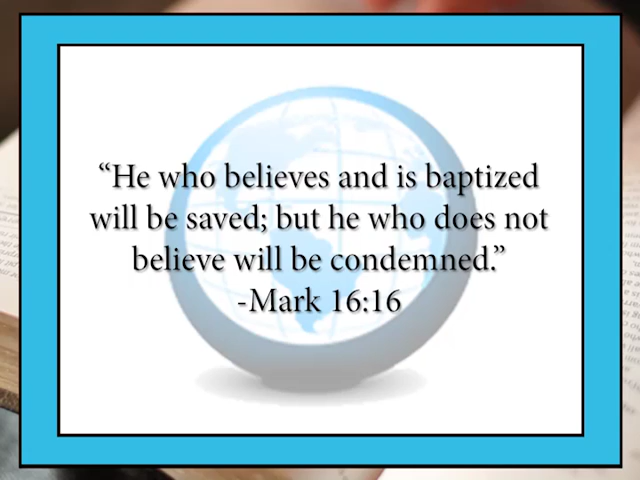 “He who believes and is baptized
will be saved; but he who does not
believe will be condemned.”
-Mark 16:16